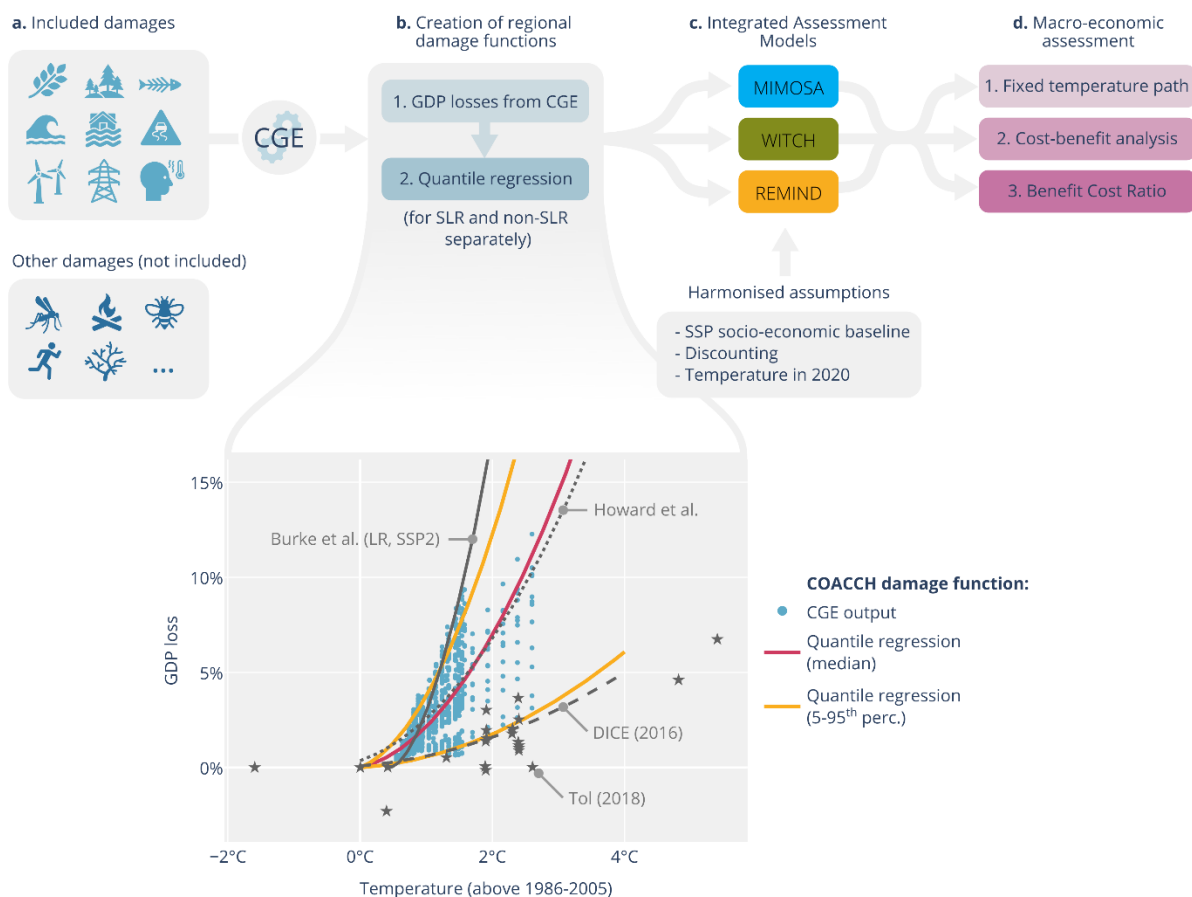 a. Included damages
CGE
Other damages (not included)
...
b. Creation of regional
damage functions
1. GDP losses from CGE
2. Quantile regression
(for SLR and non-SLR
separately)
c. Integrated Assessment
Models
MIMOSA
WITCH
REMIND
Harmonised assumptions
- SSP socio-economic baseline
- Discounting
- Temperature in 2020
d. Macro-economic
assessment
1. Fixed temperature path
2. Cost-benefit analysis
3. Benefit Cost Ratio
15%
10%
5%
0%
GDP loss
Burke et al. (LR, SSP2)
Howard et al.
DICE (2016)
Tol (2018)
−2°C
0°C
2°C
4°C
Temperature (above 1986-2005)
COACCH damage function:
CGE output
Quantile regression
(median)
Quantile regression
(5-95th perc.)